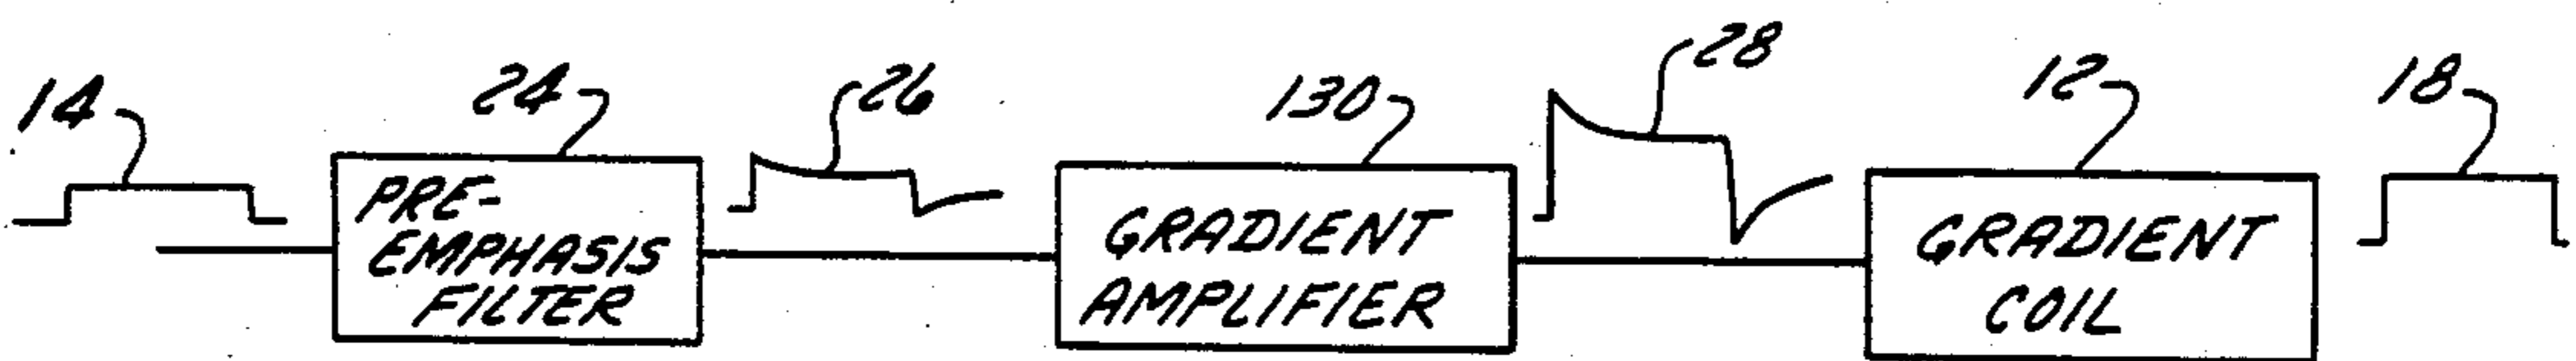 14
24
26
130
28
12
18
PRE-
EMPHASIS
FILTER
GRADIENT
AMPLIFIER
GRADIENT
COIL